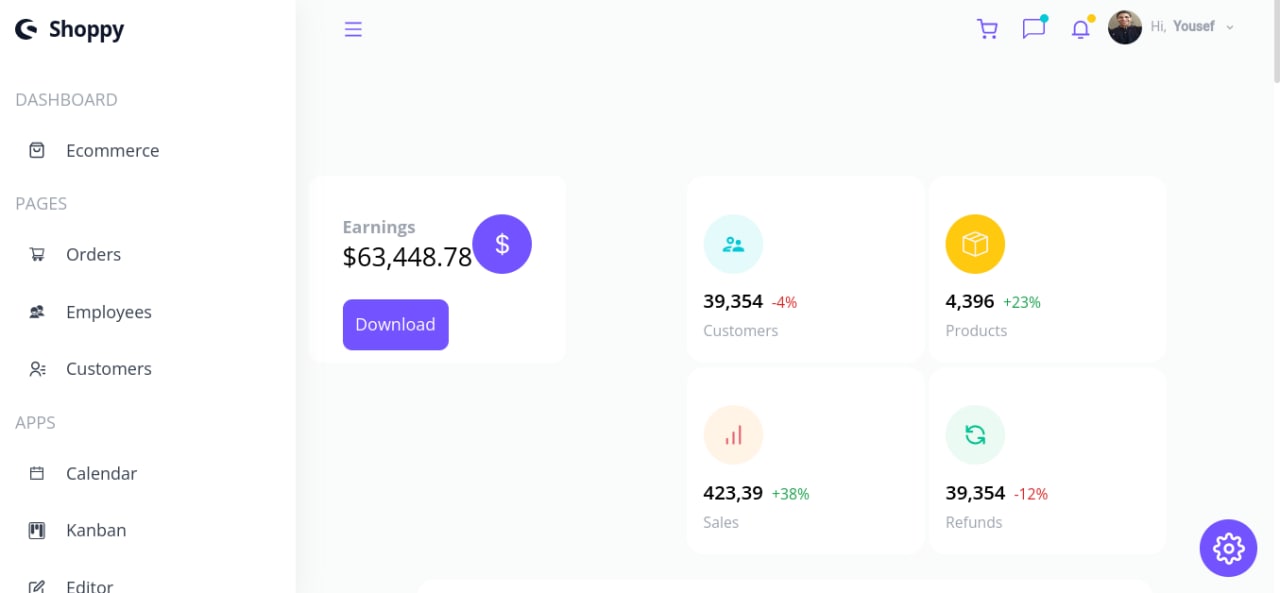 Shoppy
Hi, Yousef
DASHBOARD
Ecommerce
PAGES
Orders
Employees
Customers
APPS
Calendar
Kanban
Editor
Earnings
$63,448.78
$
Download
39,354 -4%
Customers
4,396 +23%
Products
423,39 +38%
Sales
39,354 -12%
Refunds